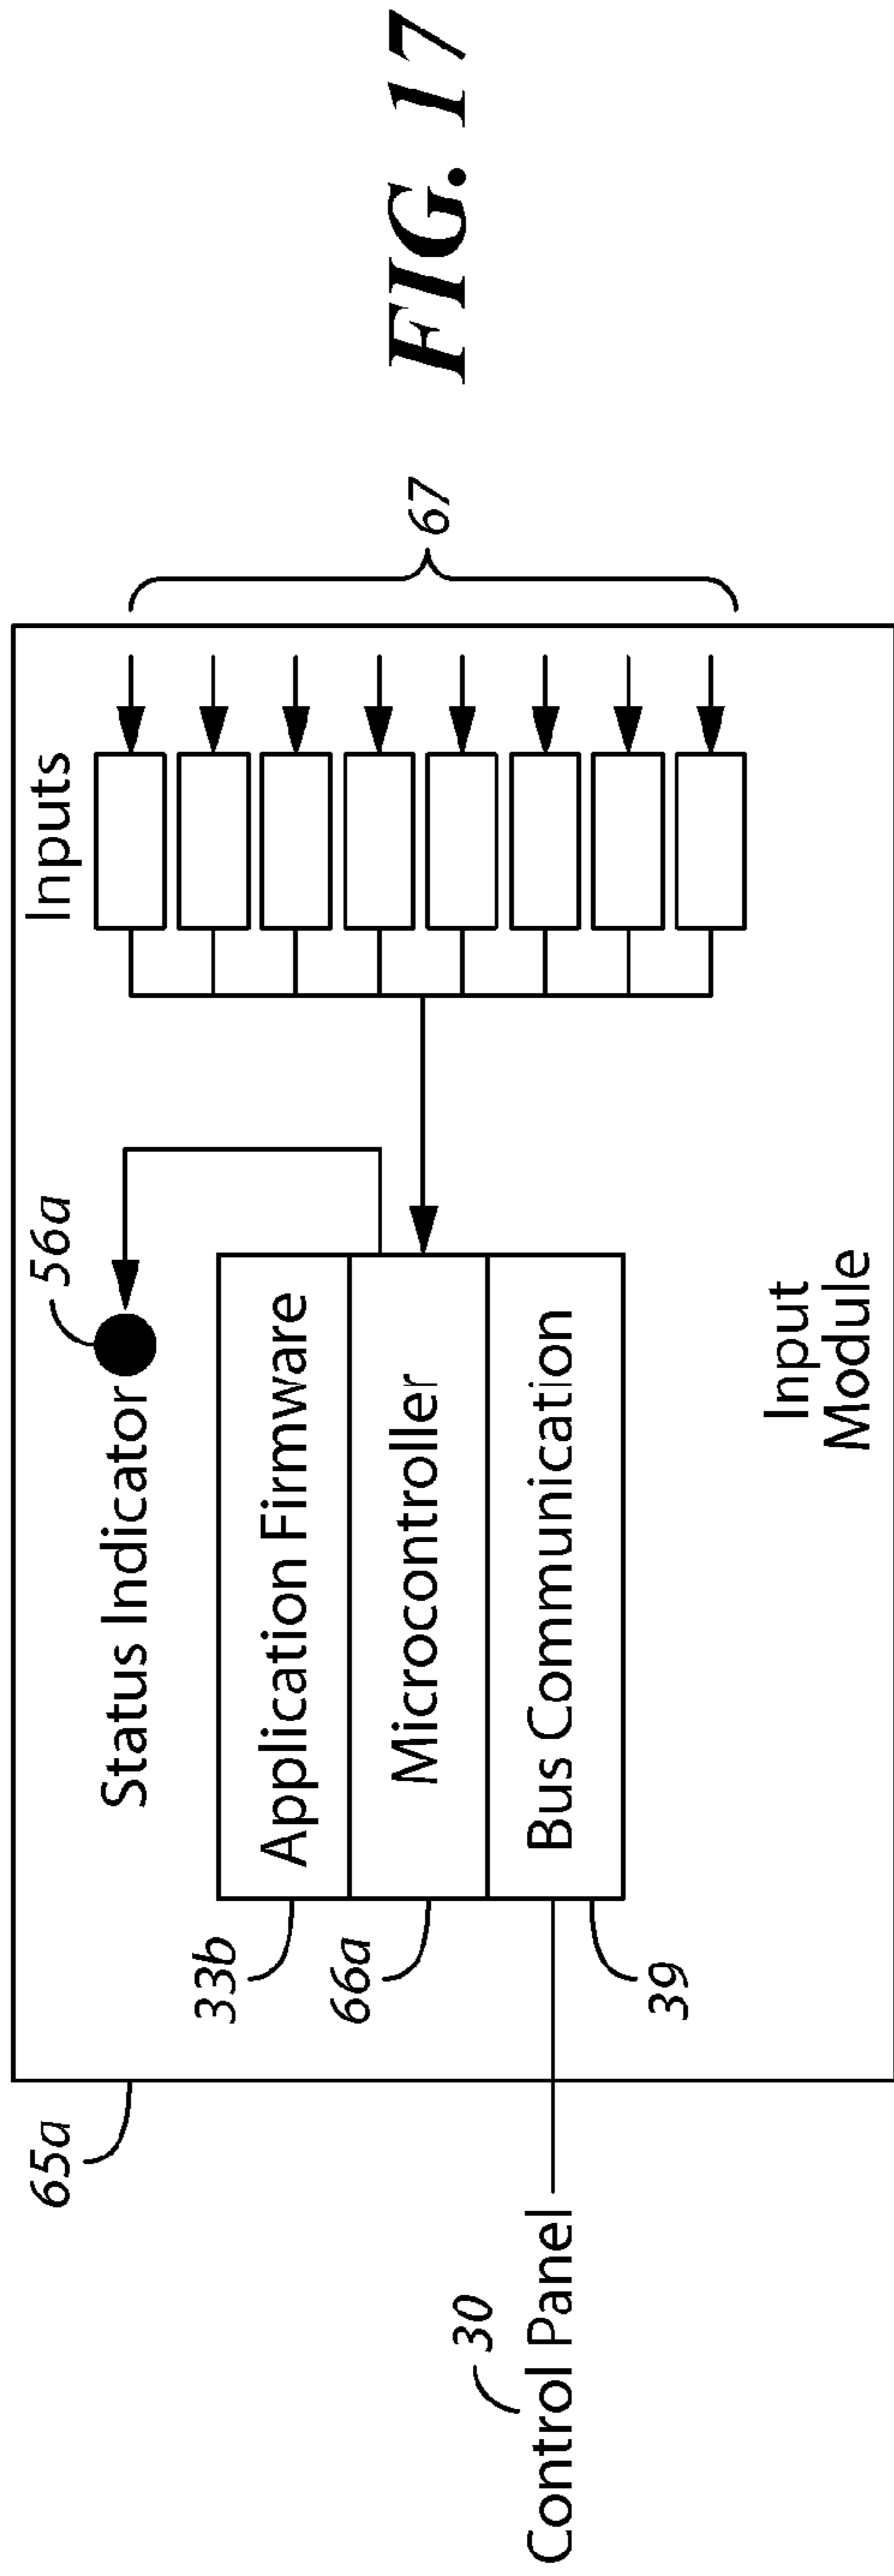 65a
Status Indicator
56a
Inputs
33b
Application Firmware
66a
Microcontroller
67
39
Bus Communication
30
Control Panel
Input
Module
FIG. 17